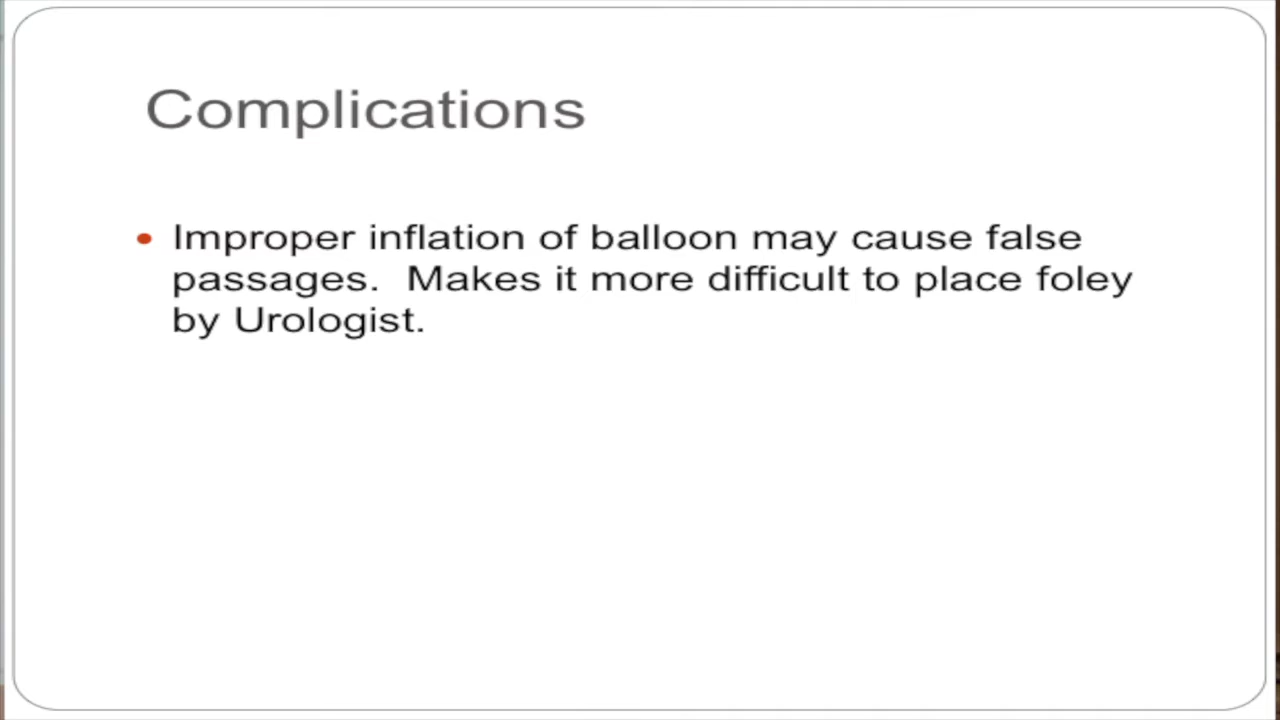 Complications
• Improper inflation of balloon may cause false
passages.  Makes it more difficult to place foley
by Urologist.